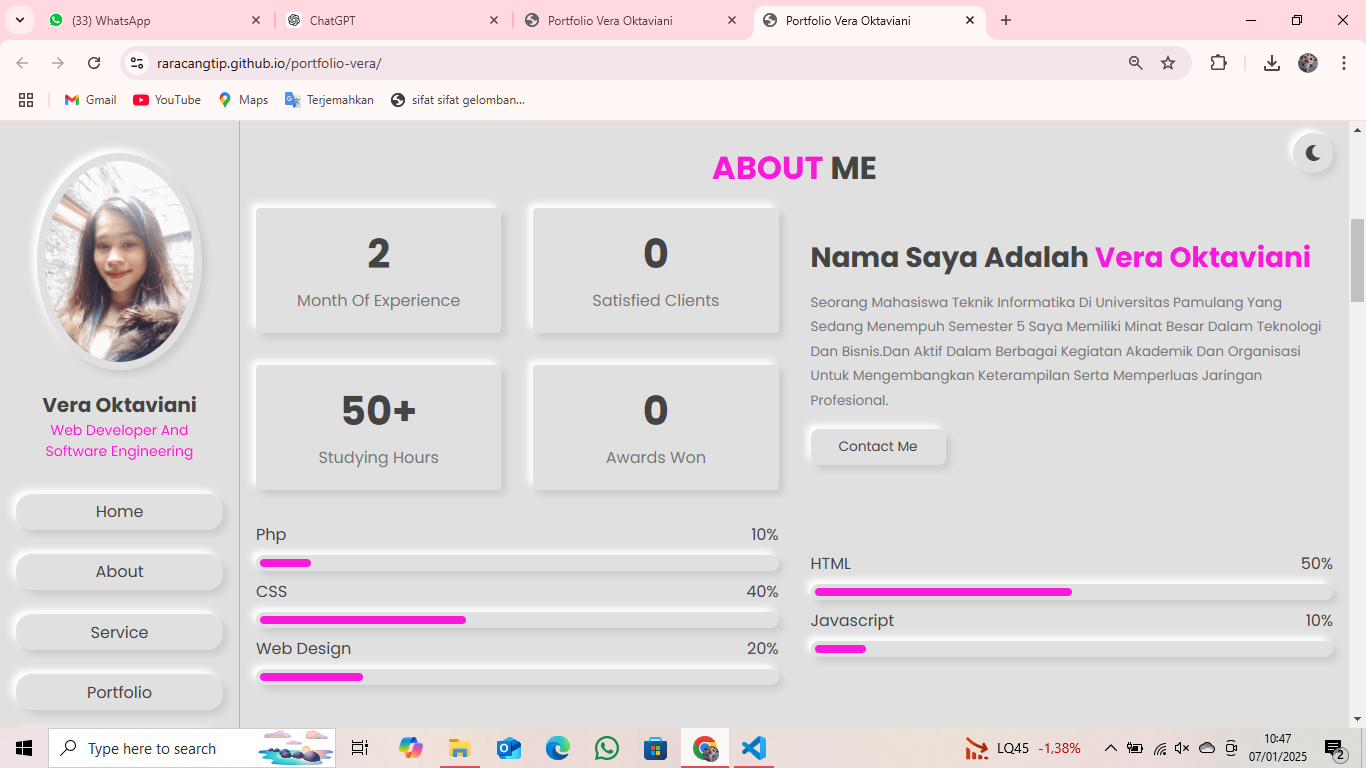 (33) WhatsApp
ChatGPT
Portfolio Vera Oktaviani
Portfolio Vera Oktaviani
raracangtip.github.io/portfolio-vera/
Gmail
YouTube
Maps
Terjemahkan
sifat sifat gelomban...
Vera Oktaviani
Web Developer And
Software Engineering
Home
About
Service
Portfolio
ABOUT ME
2
Month Of Experience
0
Satisfied Clients
50+
Studying Hours
0
Awards Won
Nama Saya Adalah Vera Oktaviani
Seorang Mahasiswa Teknik Informatika Di Universitas Pamulang Yang
Sedang Menempuh Semester 5 Saya Memiliki Minat Besar Dalam Teknologi
Dan Bisnis.Dan Aktif Dalam Berbagai Kegiatan Akademik Dan Organisasi
Untuk Mengembangkan Keterampilan Serta Memperluas Jaringan
Profesional.
Contact Me
Php 10%
CSS 40%
Web Design 20%
HTML 50%
Javascript 10%
Type here to search
LQ45 -1,38%
10:47
07/01/2025
2